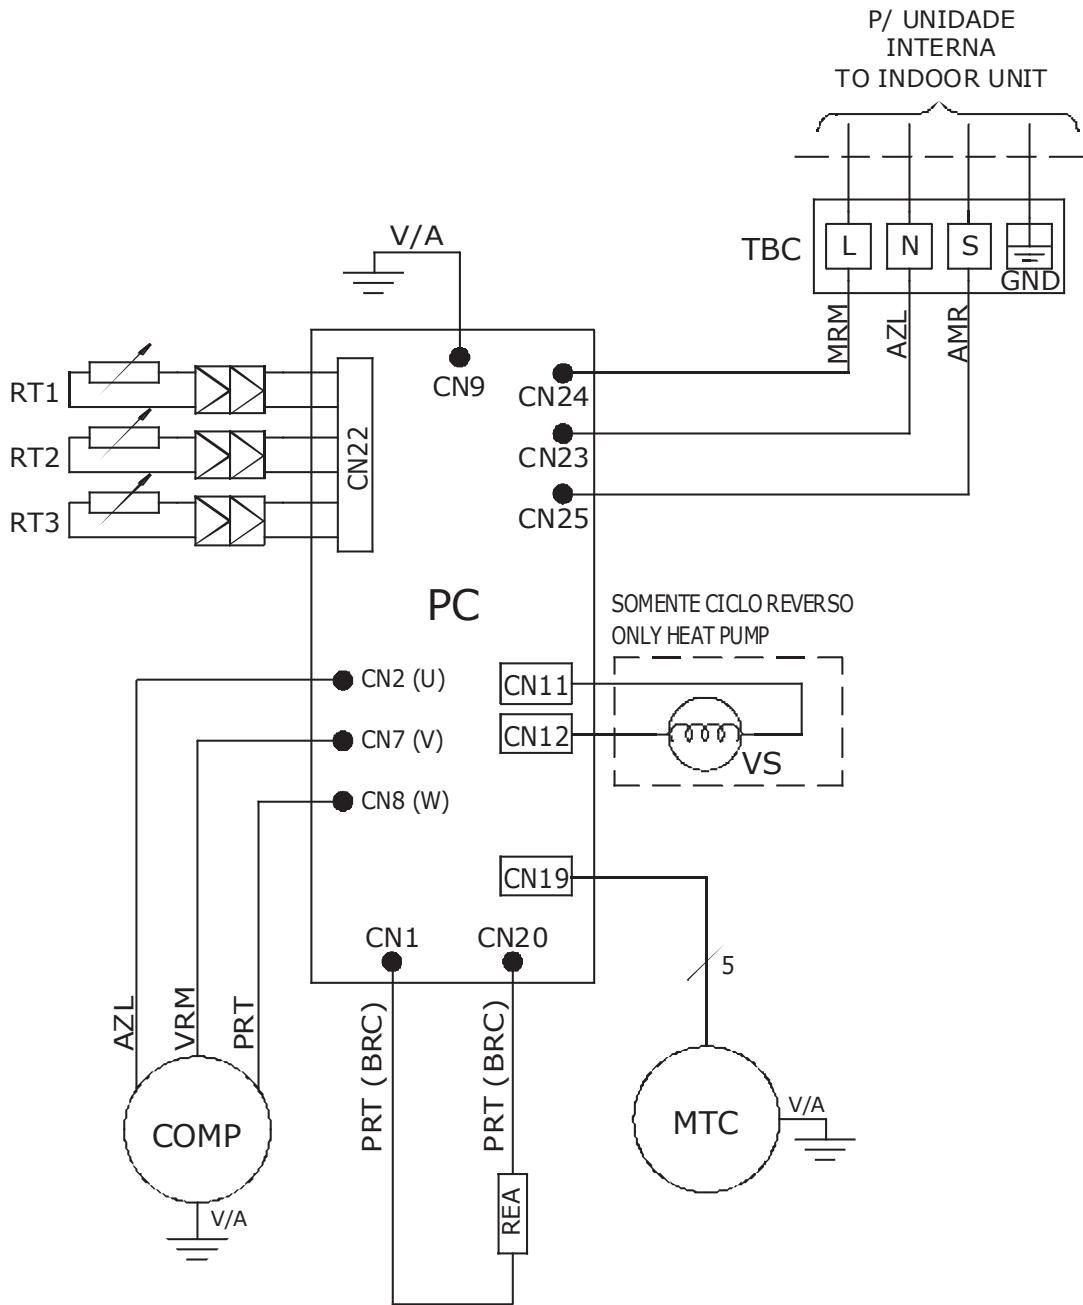 P/ UNIDADE
INTERNA
TO INDOOR UNIT
TBC
L
N
S
GND
MRM
AZL
AMR
V/A
CN9
CN24
CN23
CN25
RT1
RT2
RT3
CN22
PC
SOMENTE CICLO REVERSO
ONLY HEAT PUMP
CN2 (U)
CN7 (V)
CN8 (W)
CN11
CN12
VS
CN19
CN1
CN20
5
AZL
VRM
PRT
PRT (BRC)
PRT (BRC)
COMP
V/A
REA
MTC
V/A